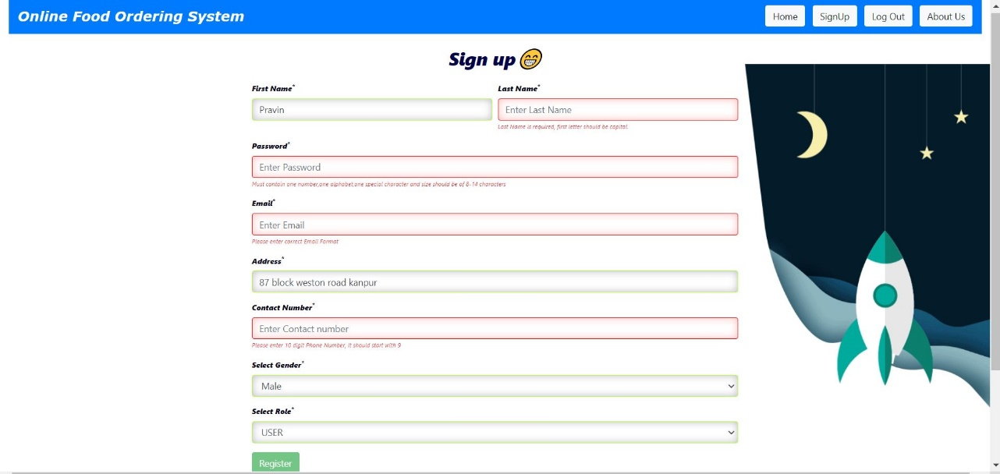 Online Food Ordering System
Home SignUp Log Out About Us
Sign up
First Name* Last Name*
Pravin Enter Last Name
Last Name is required, first letter should be capital.
Password*
Enter Password
Must contain one number,one alphabet,one special character and size should be of 8-14 characters
Email*
Enter Email
Please enter correct Email Format
Address*
87 block weston road kanpur
Contact Number*
Enter Contact number
Please enter 10 digit Phone Number, it should start with 9
Select Gender*
Male
Select Role*
USER
Register